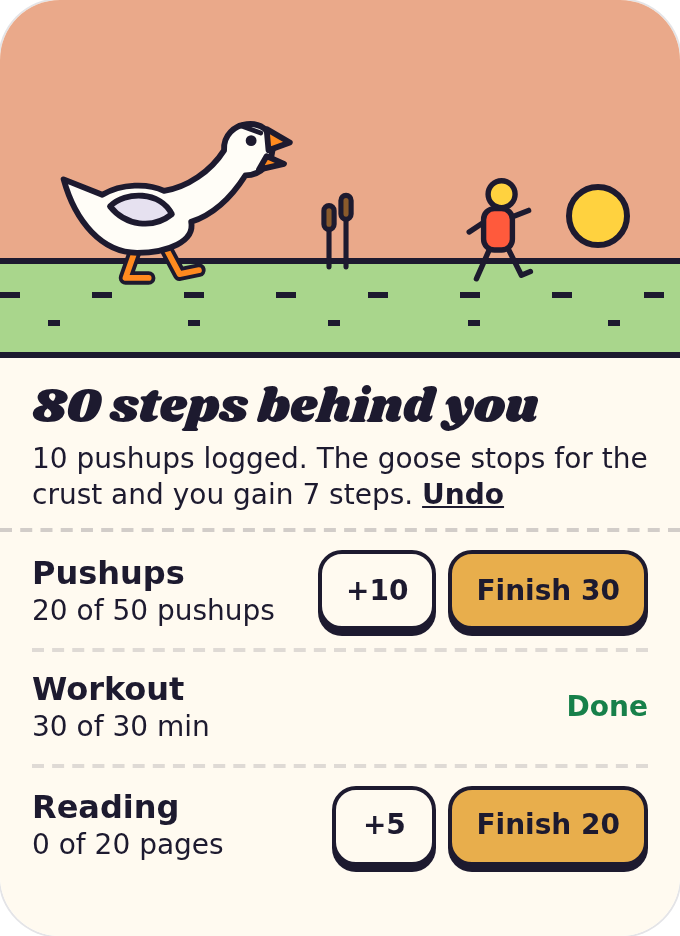 80 steps behind you
10 pushups logged. The goose stops for the
crust and you gain 7 steps. Undo
Pushups
20 of 50 pushups
+10
Finish 30
Workout
30 of 30 min
Done
Reading
0 of 20 pages
+5
Finish 20